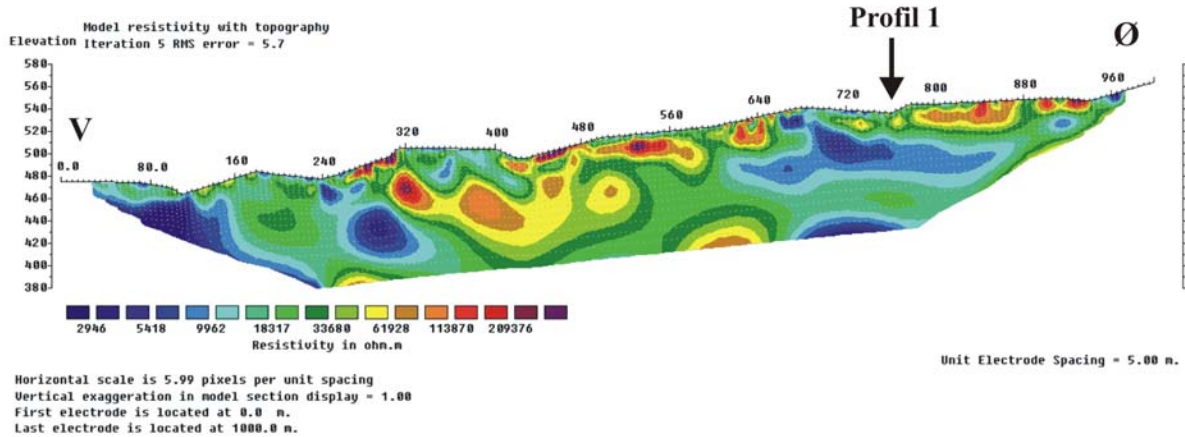 Profil 1
Model resistivity with topography
Elevation Iteration 5 RMS error = 5.7
Ø
V
580
560
540
520
500
480
460
440
420
400
380
0.0 80.0 160 240 320 400 480 560 640 720 800 880 960
2946 5418 9962 18317 33680 61928 113870 209376
Resistivity in ohm.m
Unit Electrode Spacing = 5.00 m.
Horizontal scale is 5.99 pixels per unit spacing
Vertical exaggeration in model section display = 1.00
First electrode is located at 0.0 m.
Last electrode is located at 1000.0 m.